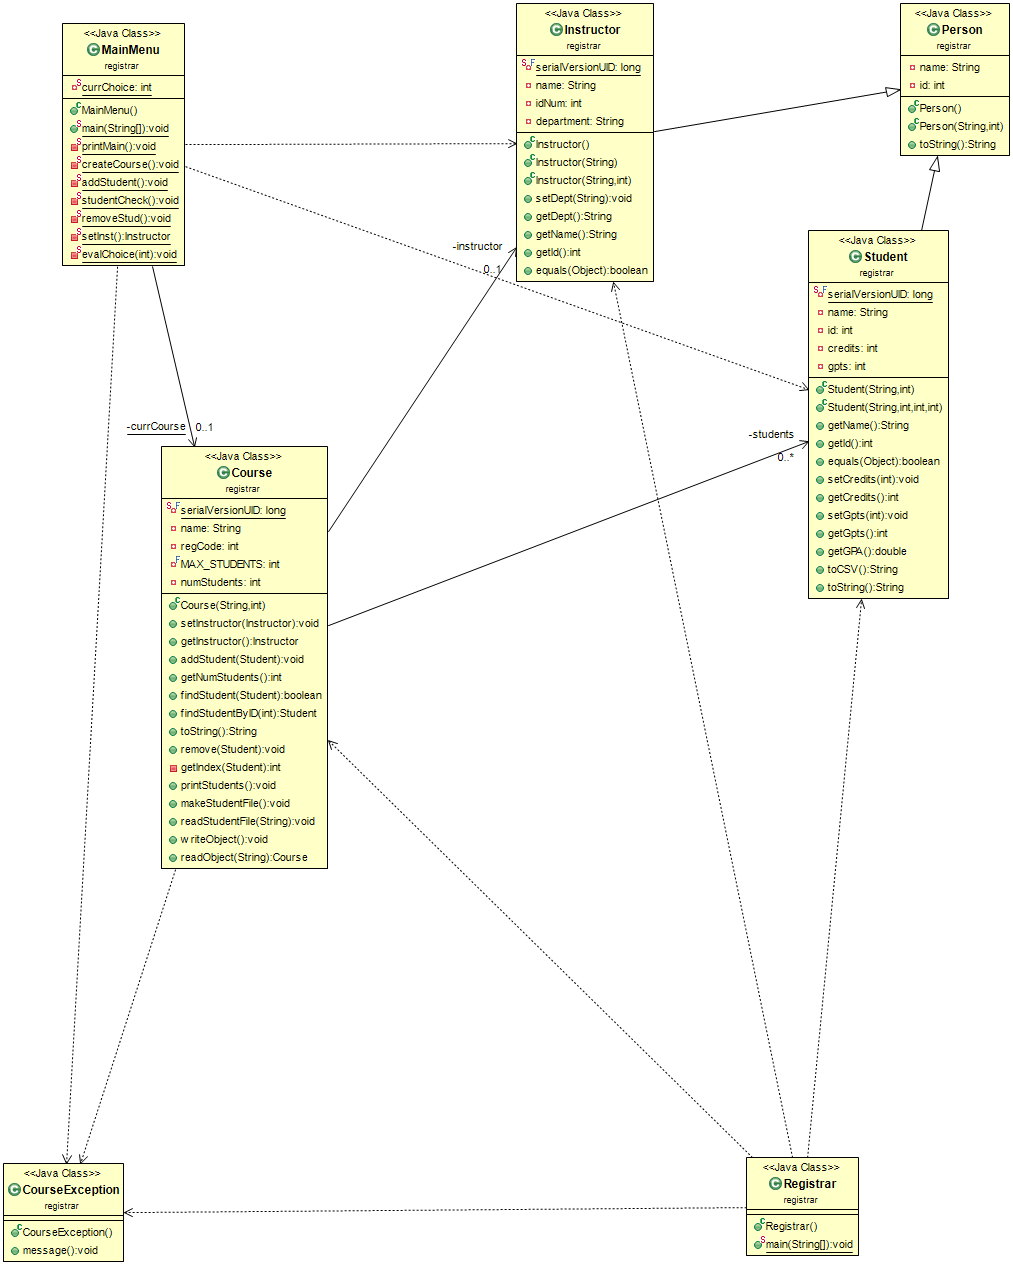 <<Java Class>>
MainMenu
registrar
currChoice: int
MainMenu()
main(String[]):void
printMain():void
createCourse():void
addStudent():void
studentCheck():void
removeStud():void
setInst():Instructor
evalChoice(int):void
<<Java Class>>
Instructor
registrar
serialVersionUID: long
name: String
idNum: int
department: String
Instructor()
Instructor(String)
Instructor(String,int)
setDept(String):void
getDept():String
getName():String
getId():int
equals(Object):boolean
<<Java Class>>
Person
registrar
name: String
id: int
Person()
Person(String,int)
toString():String
-instructor
0..1
<<Java Class>>
Student
registrar
serialVersionUID: long
name: String
id: int
credits: int
gpts: int
Student(String,int)
Student(String,int,int,int)
getName():String
getId():int
equals(Object):boolean
setCredits(int):void
getCredits():int
setGpts(int):void
getGpts():int
getGPA():double
toCSV():String
toString():String
-currCourse
0..1
-students
0..*
<<Java Class>>
Course
registrar
serialVersionUID: long
name: String
regCode: int
MAX_STUDENTS: int
numStudents: int
Course(String,int)
setInstructor(Instructor):void
getInstructor():Instructor
addStudent(Student):void
getNumStudents():int
findStudent(Student):boolean
findStudentByID(int):Student
toString():String
remove(Student):void
getIndex(Student):int
printStudents():void
makeStudentFile():void
readStudentFile(String):void
writeObject():void
readObject(String):Course
<<Java Class>>
CourseException
registrar
CourseException()
message():void
<<Java Class>>
Registrar
registrar
Registrar()
main(String[]):void